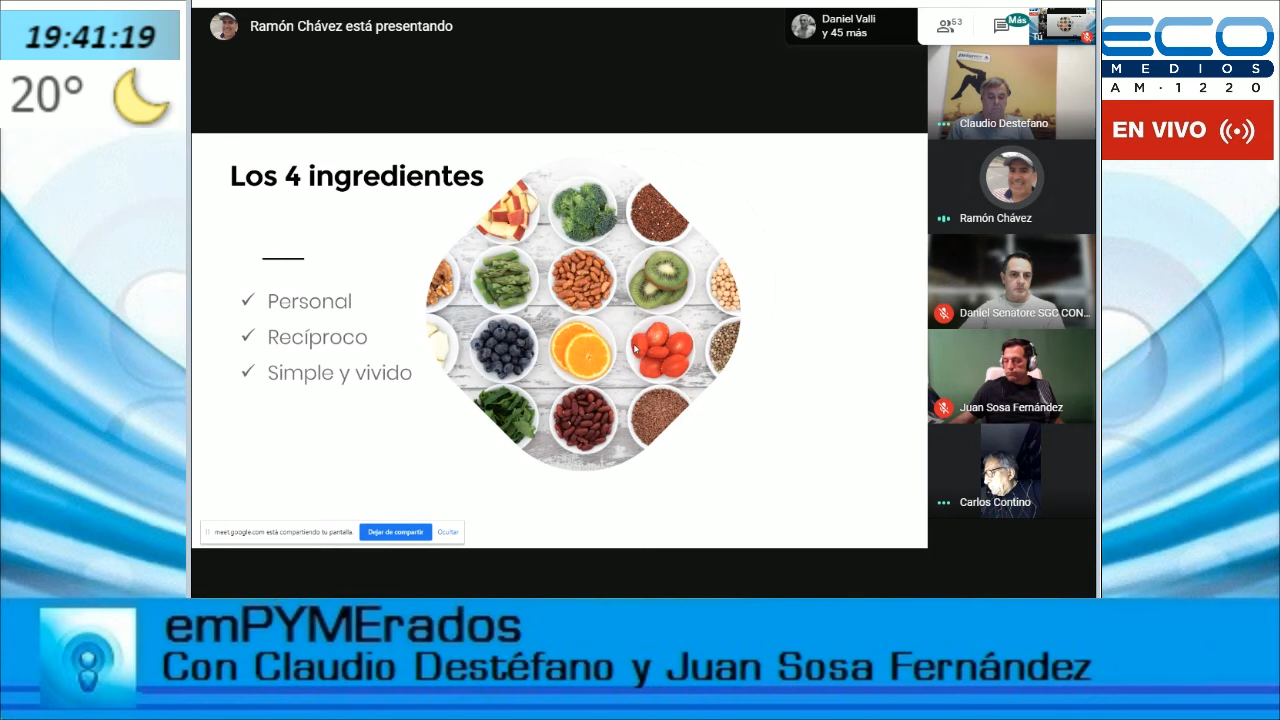 19:41:19
20°
Ramón Chávez está presentando
Daniel Valli
y 45 más
53
Más
Tú
ECO
MEDIOS
AM·1220
EN VIVO
Claudio Destefano
Ramón Chávez
Daniel Senatore SGC CON...
Juan Sosa Fernández
Carlos Contino
Los 4 ingredientes
✓ Personal
✓ Recíproco
✓ Simple y vivido
meet.google.com está compartiendo tu pantalla.
Dejar de compartir
Ocultar
emPYMErados
Con Claudio Destéfano y Juan Sosa Fernández